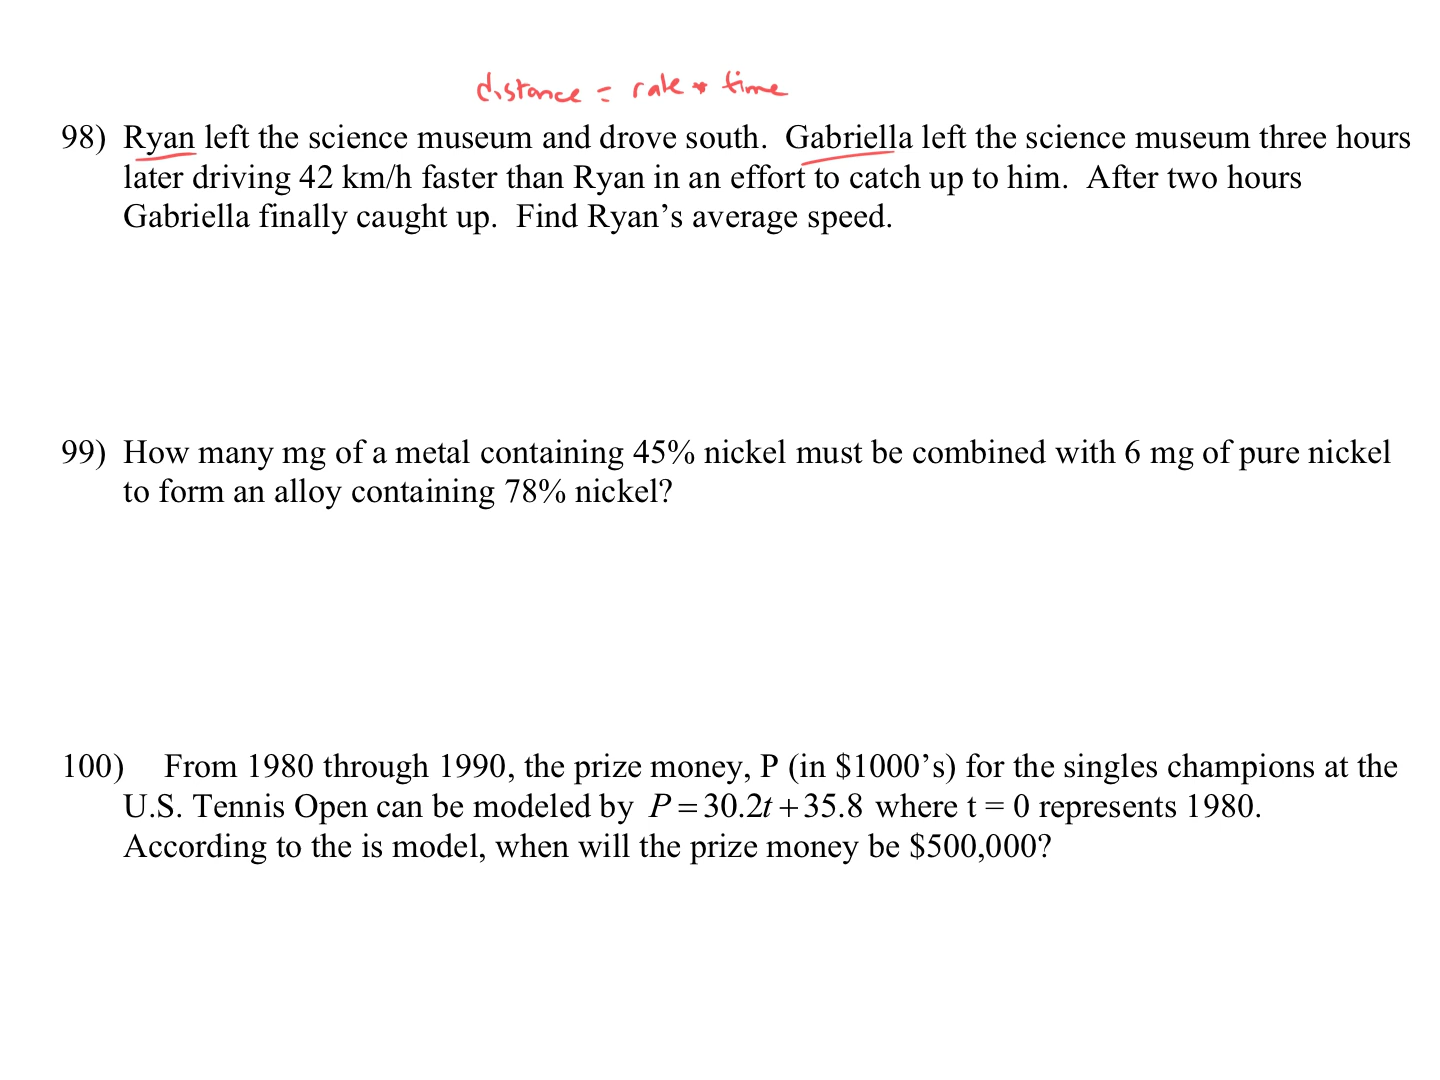 distance = rate * time
98) Ryan left the science museum and drove south. Gabriella left the science museum three hours
later driving 42 km/h faster than Ryan in an effort to catch up to him. After two hours
Gabriella finally caught up. Find Ryan’s average speed.
99) How many mg of a metal containing 45% nickel must be combined with 6 mg of pure nickel
to form an alloy containing 78% nickel?
100) From 1980 through 1990, the prize money, P (in $1000’s) for the singles champions at the
U.S. Tennis Open can be modeled by P = 30.2t + 35.8 where t = 0 represents 1980.
According to the is model, when will the prize money be $500,000?